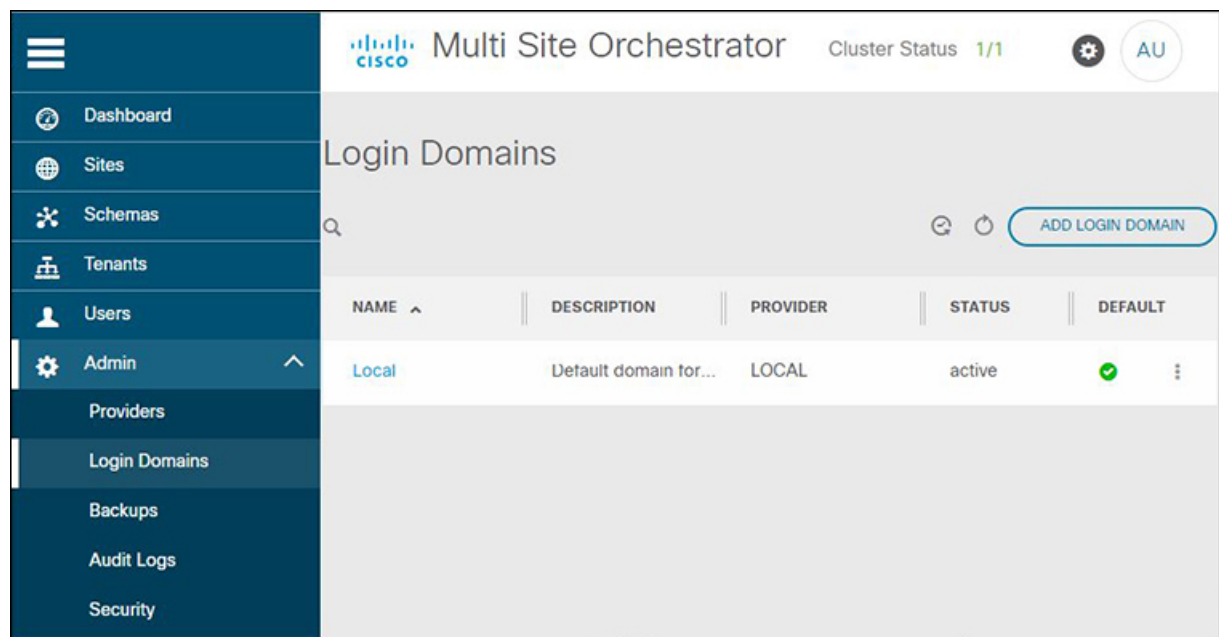 CISCO Multi Site Orchestrator Cluster Status 1/1 AU
Dashboard
Sites
Schemas
Tenants
Users
Admin
Providers
Login Domains
Backups
Audit Logs
Security
Login Domains
ADD LOGIN DOMAIN
NAME DESCRIPTION PROVIDER STATUS DEFAULT
Local Default domain for... LOCAL active